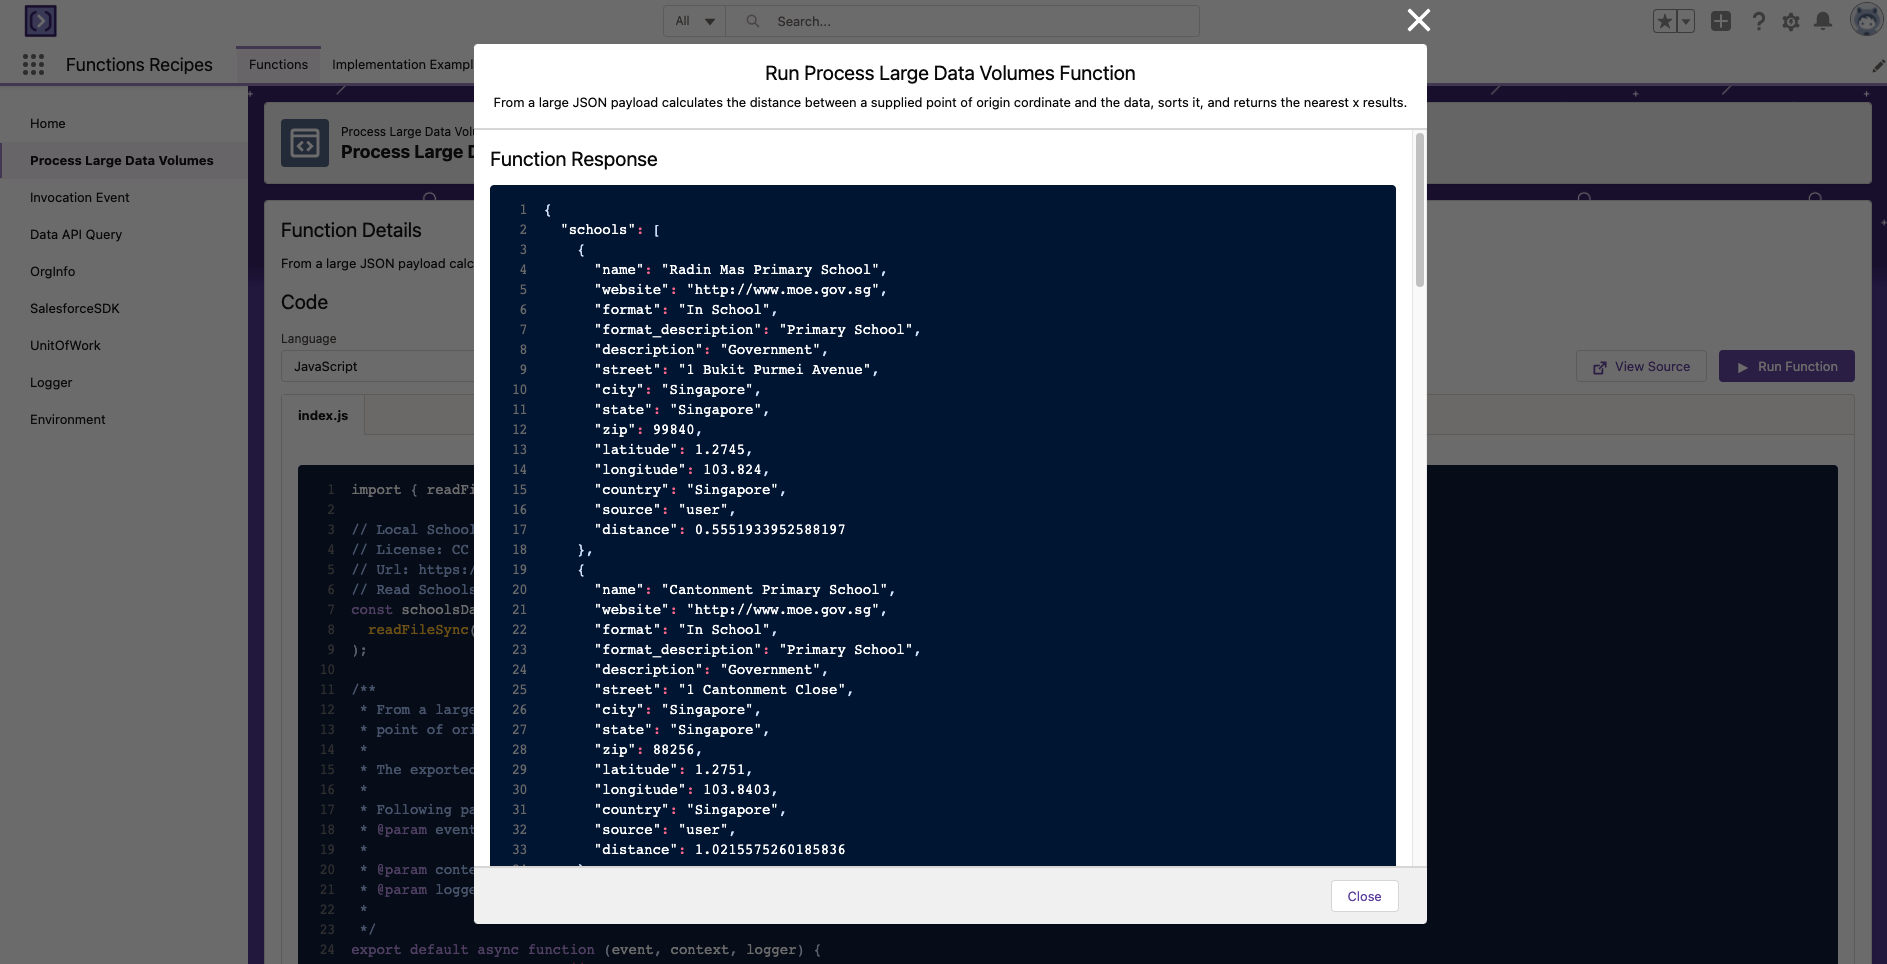 All
Search...
Functions Recipes
Functions
Implementation Exampl
Home
Process Large Data Volumes
Invocation Event
Data API Query
OrgInfo
SalesforceSDK
UnitOfWork
Logger
Environment
Process Large Data Volu
Process Large D
Function Details
From a large JSON payload calc
Code
Language
JavaScript
View Source
Run Function
index.js
1 import { readFi
2
3 // Local School
4 // License: CC
5 // Url: https:/
6 // Read Schools
7 const schoolsDa
8 readFileSync(
9 );
10
11 /**
12 * From a large
13 * point of ori
14 *
15 * The exported
16 *
17 * Following pa
18 * @param event
19 *
20 * @param conte
21 * @param logge
22 *
23 */
24 export default async function (event, context, logger) {
Run Process Large Data Volumes Function
From a large JSON payload calculates the distance between a supplied point of origin cordinate and the data, sorts it, and returns the nearest x results.
Function Response
1 {
2 "schools": [
3 {
4 "name": "Radin Mas Primary School",
5 "website": "http://www.moe.gov.sg",
6 "format": "In School",
7 "format_description": "Primary School",
8 "description": "Government",
9 "street": "1 Bukit Purmei Avenue",
10 "city": "Singapore",
11 "state": "Singapore",
12 "zip": 99840,
13 "latitude": 1.2745,
14 "longitude": 103.824,
15 "country": "Singapore",
16 "source": "user",
17 "distance": 0.5551933952588197
18 },
19 {
20 "name": "Cantonment Primary School",
21 "website": "http://www.moe.gov.sg",
22 "format": "In School",
23 "format_description": "Primary School",
24 "description": "Government",
25 "street": "1 Cantonment Close",
26 "city": "Singapore",
27 "state": "Singapore",
28 "zip": 88256,
29 "latitude": 1.2751,
30 "longitude": 103.8403,
31 "country": "Singapore",
32 "source": "user",
33 "distance": 1.0215575260185836
Close